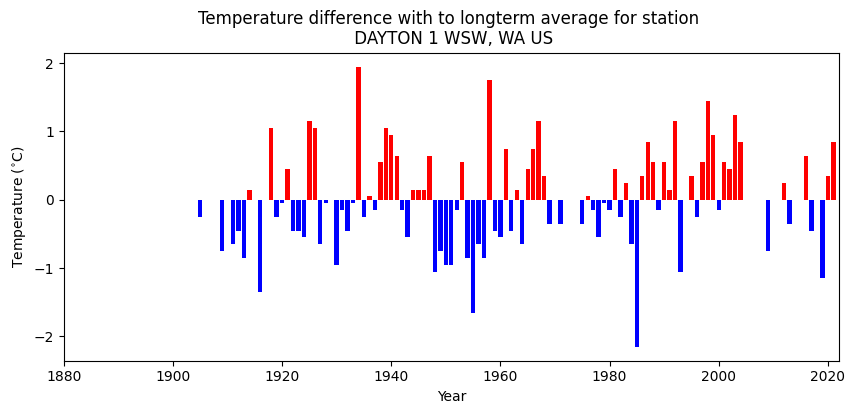 Temperature difference with to longterm average for station
DAYTON 1 WSW, WA US
2
1
0
−1
−2
Temperature (°C)
1880 1900 1920 1940 1960 1980 2000 2020
Year